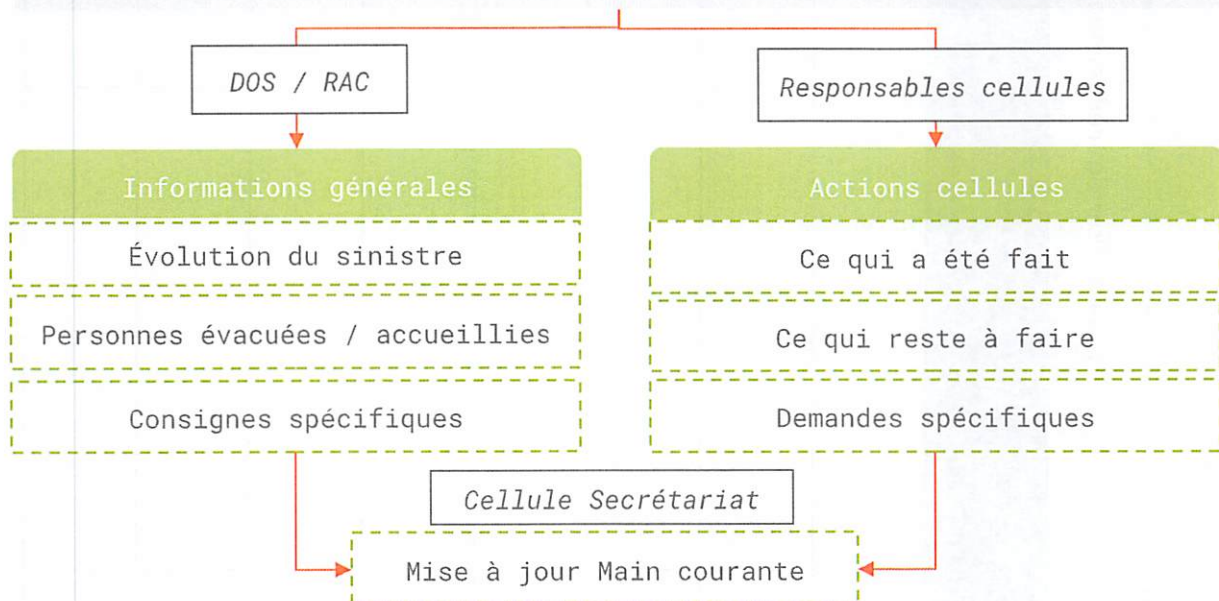 DOS / RAC
Responsables cellules
Informations générales
Évolution du sinistre
Personnes évacuées / accueillies
Consignes spécifiques
Actions cellules
Ce qui a été fait
Ce qui reste à faire
Demandes spécifiques
Cellule Secrétariat
Mise à jour Main courante